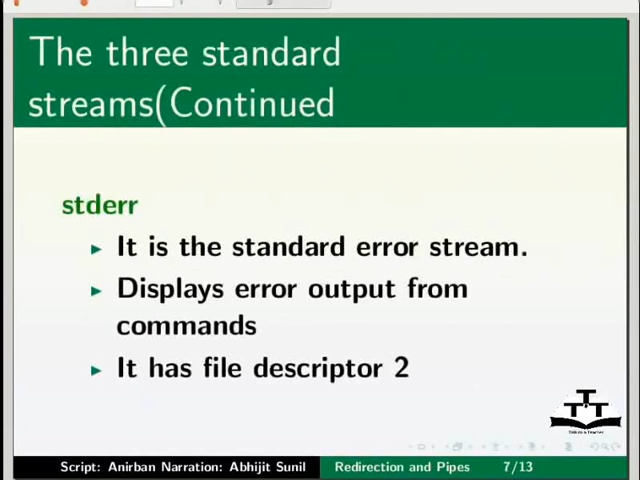 The three standard
streams(Continued
stderr
It is the standard error stream.
Displays error output from
commands
It has file descriptor 2
Script: Anirban Narration: Abhijit Sunil Redirection and Pipes 7/13